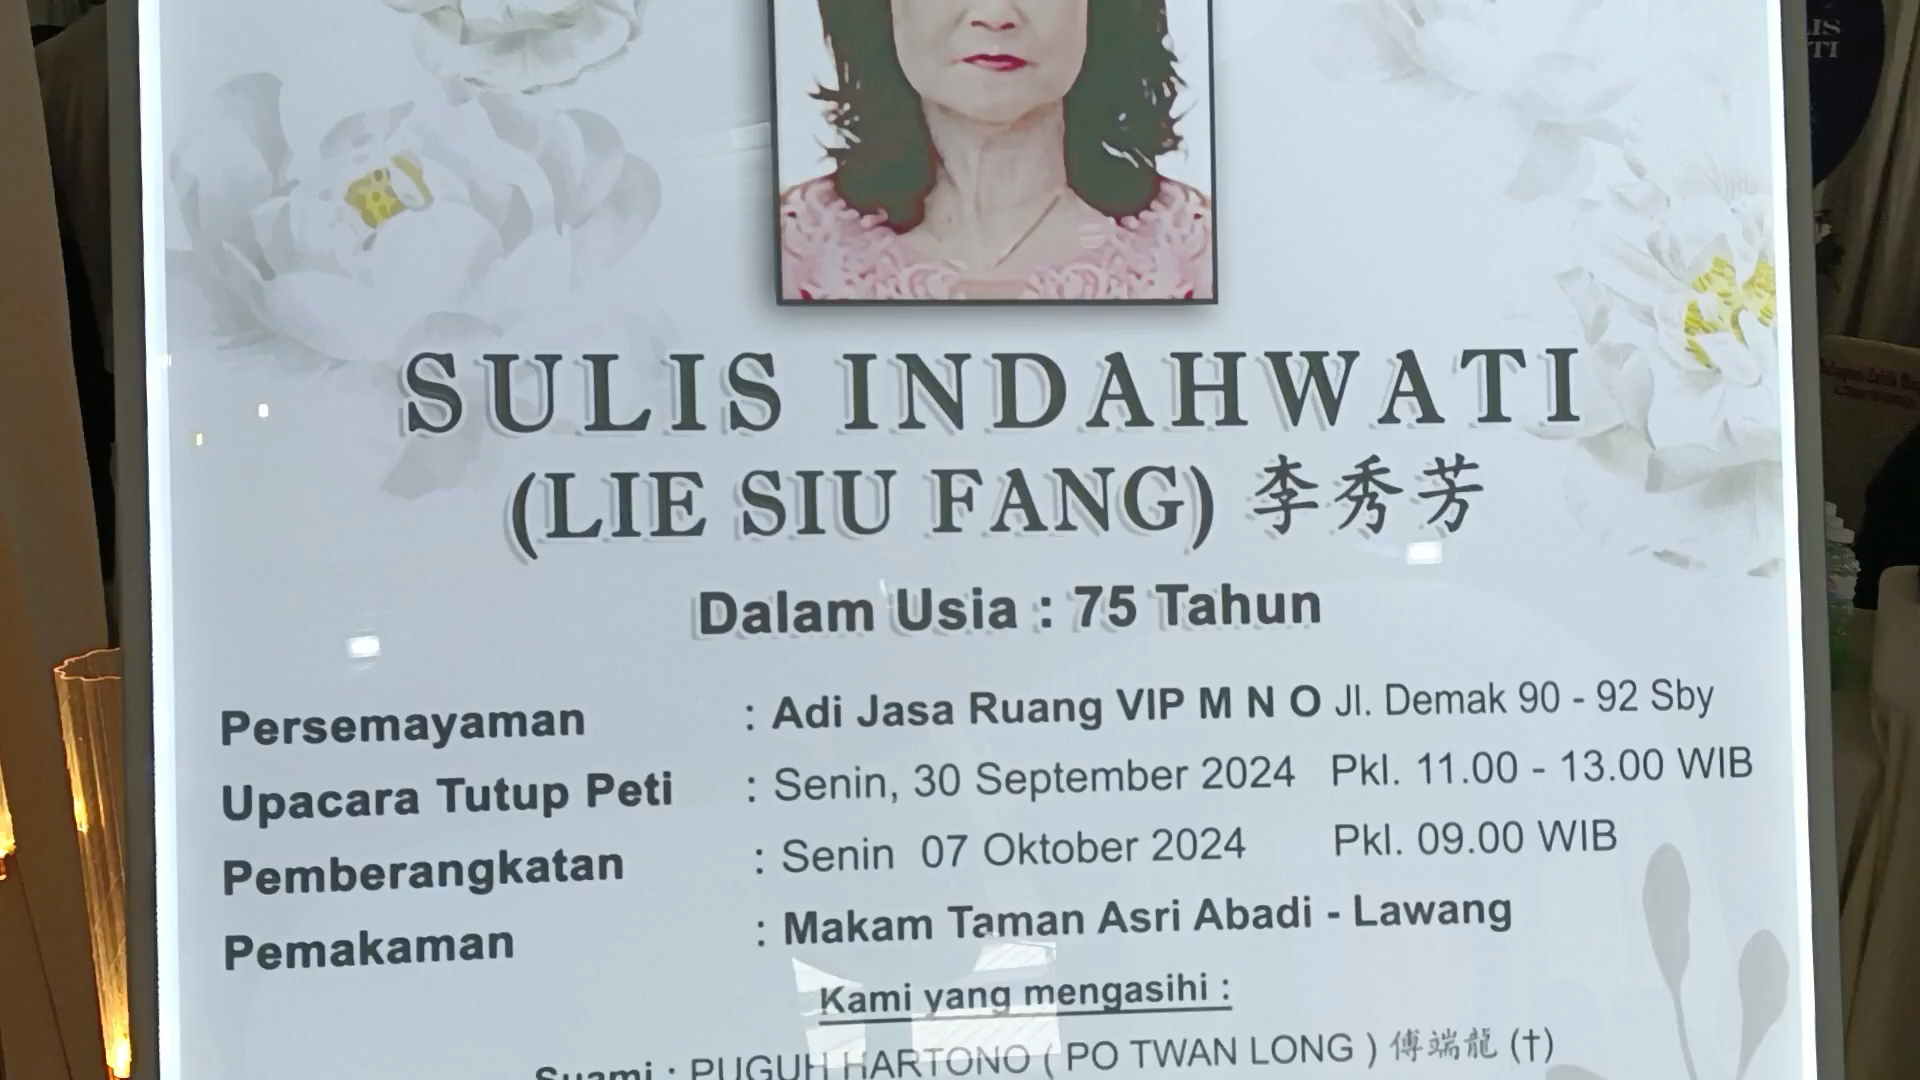 SULIS INDAHWATI
(LIE SIU FANG) 李秀芳
Dalam Usia : 75 Tahun
Persemayaman : Adi Jasa Ruang VIP M N O Jl. Demak 90 - 92 Sby
Upacara Tutup Peti : Senin, 30 September 2024 Pkl. 11.00 - 13.00 WIB
Pemberangkatan : Senin 07 Oktober 2024 Pkl. 09.00 WIB
Pemakaman : Makam Taman Asri Abadi - Lawang
Kami yang mengasihi :
Suami : PUGUH HARTONO ( PO TWAN LONG ) 傅端龍 (†)
LIS
TI